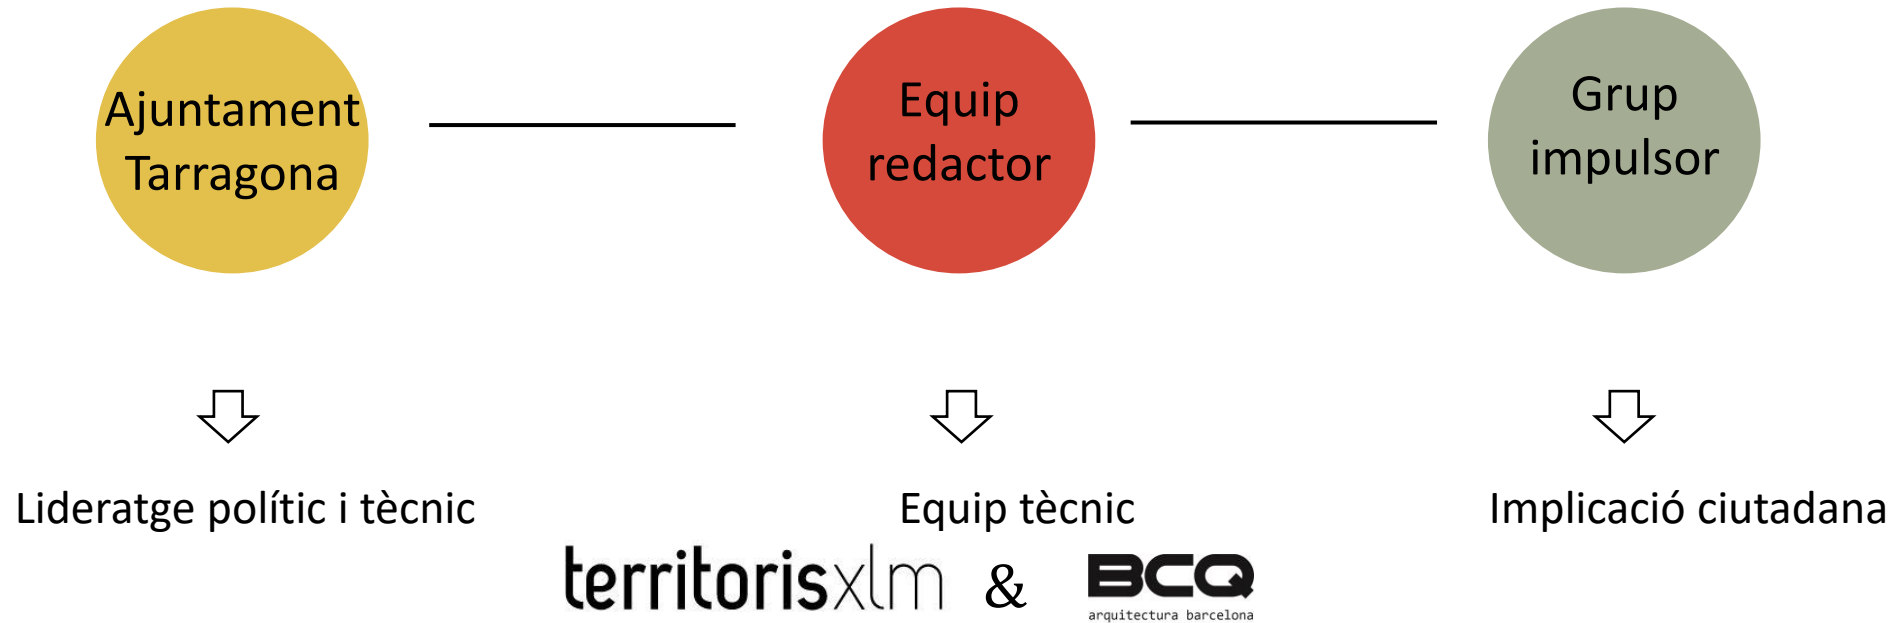 Ajuntament
Tarragona
Equip
redactor
Grup
impulsor
Lideratge polític i tècnic
Equip tècnic
Implicació ciutadana
territorisxlm & BCQ
arquitectura barcelona